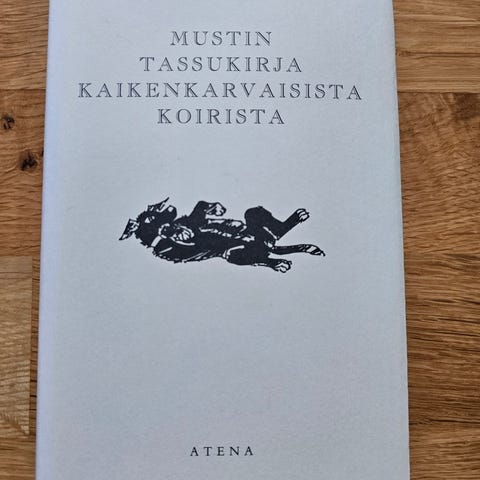 MUSTIN
TASSUKIRJA
KAIKENKARVAISISTA
KOIRISTA
ATENA